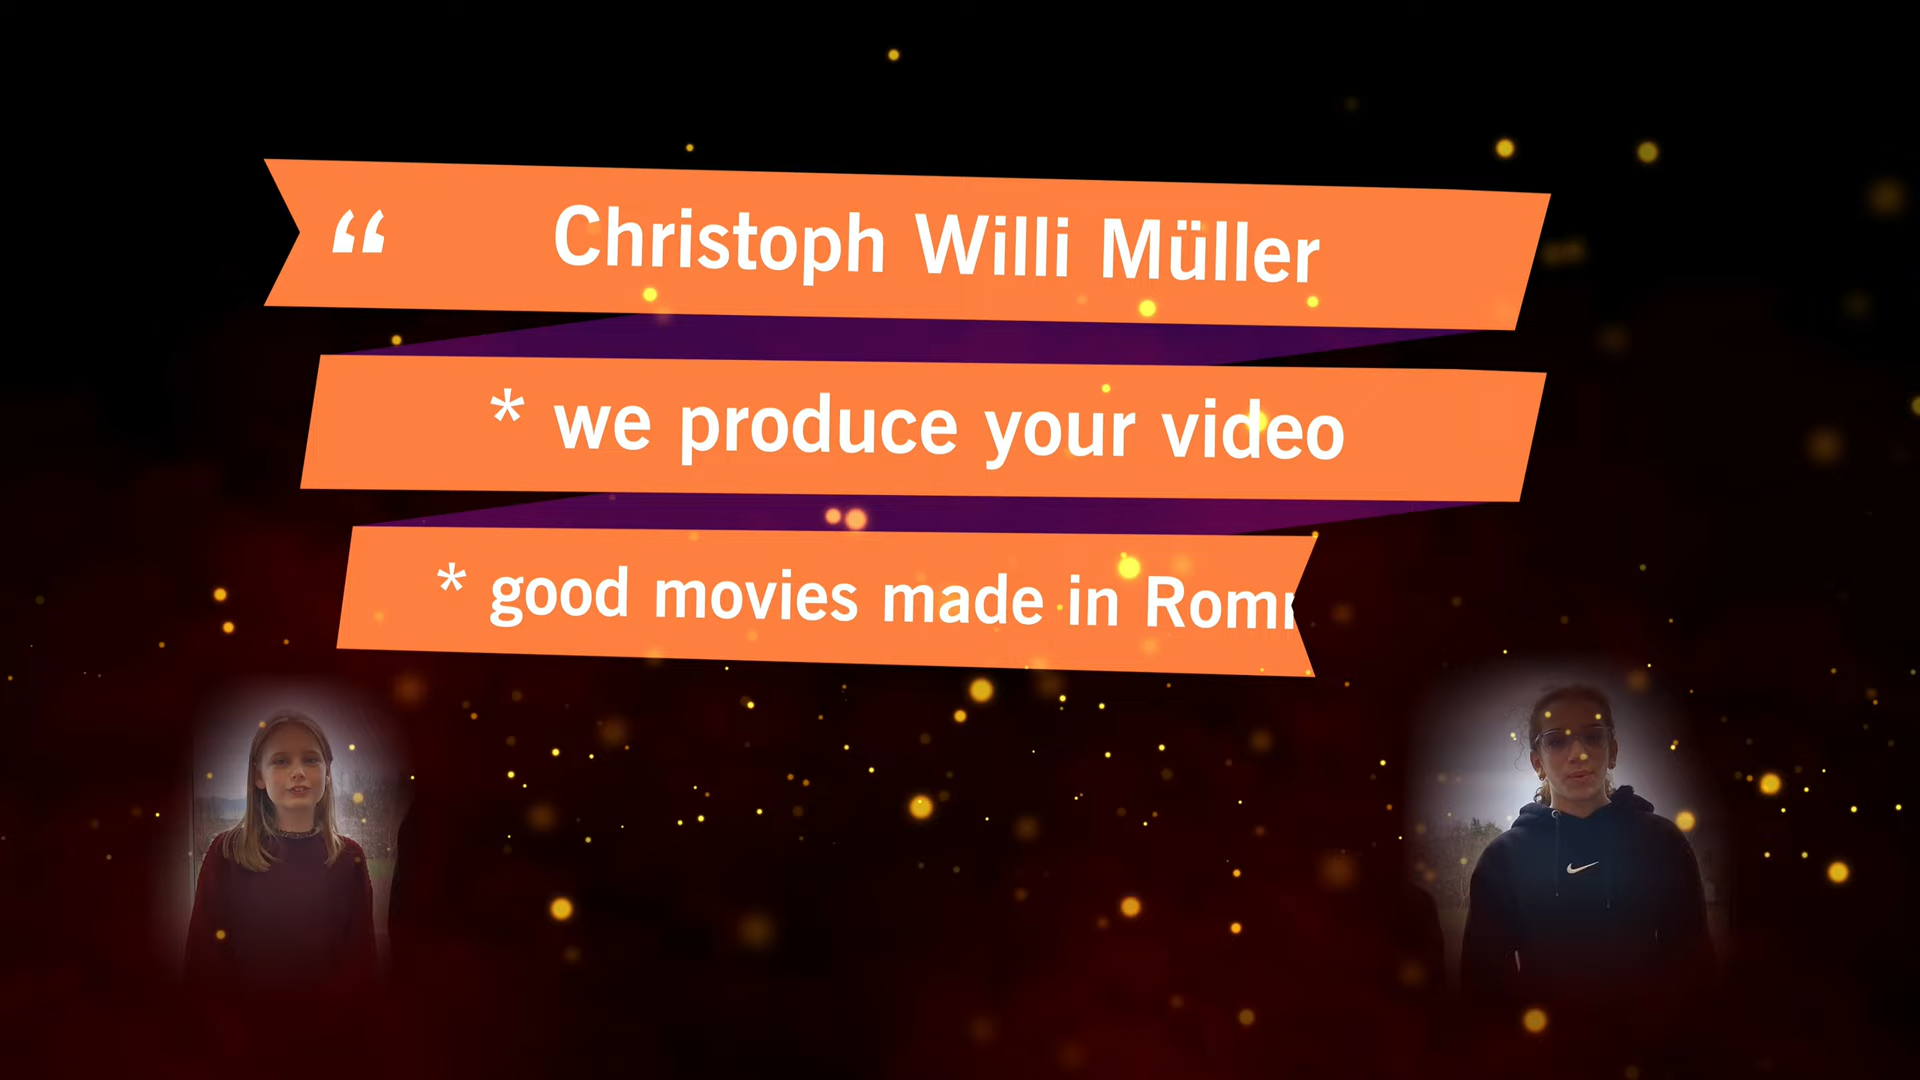 “ Christoph Willi Müller
* we produce your video
* good movies made in